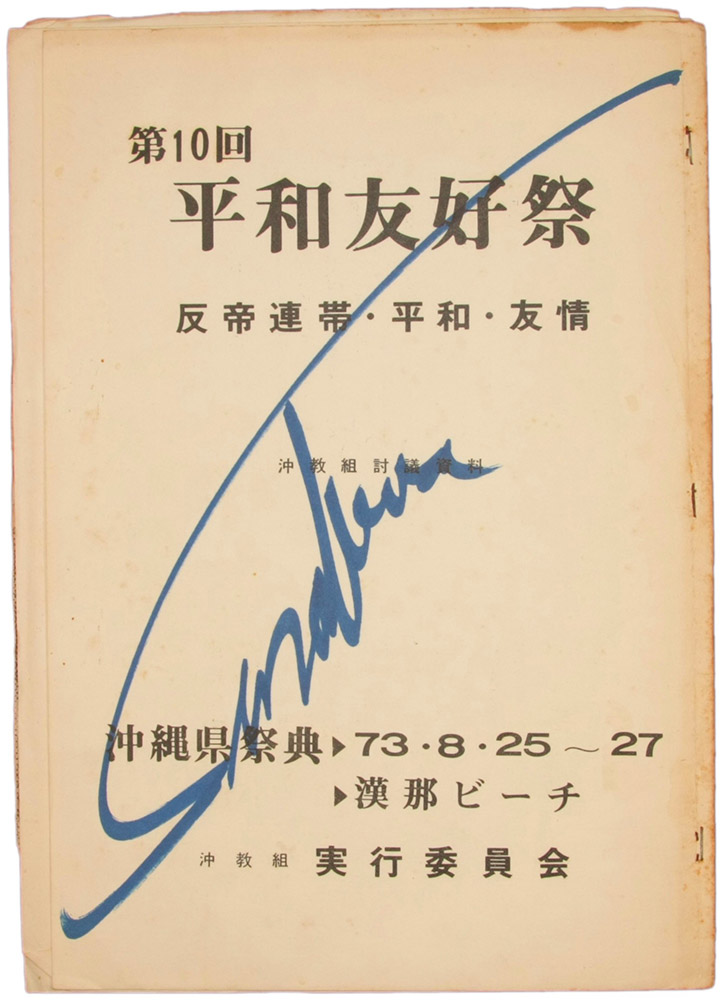 第10回
平和友好祭
反帝連帯・平和・友情
沖教組討議資料
沖縄県祭典▶73・8・25～27
▶漢那ビーチ
沖教組 実行委員会